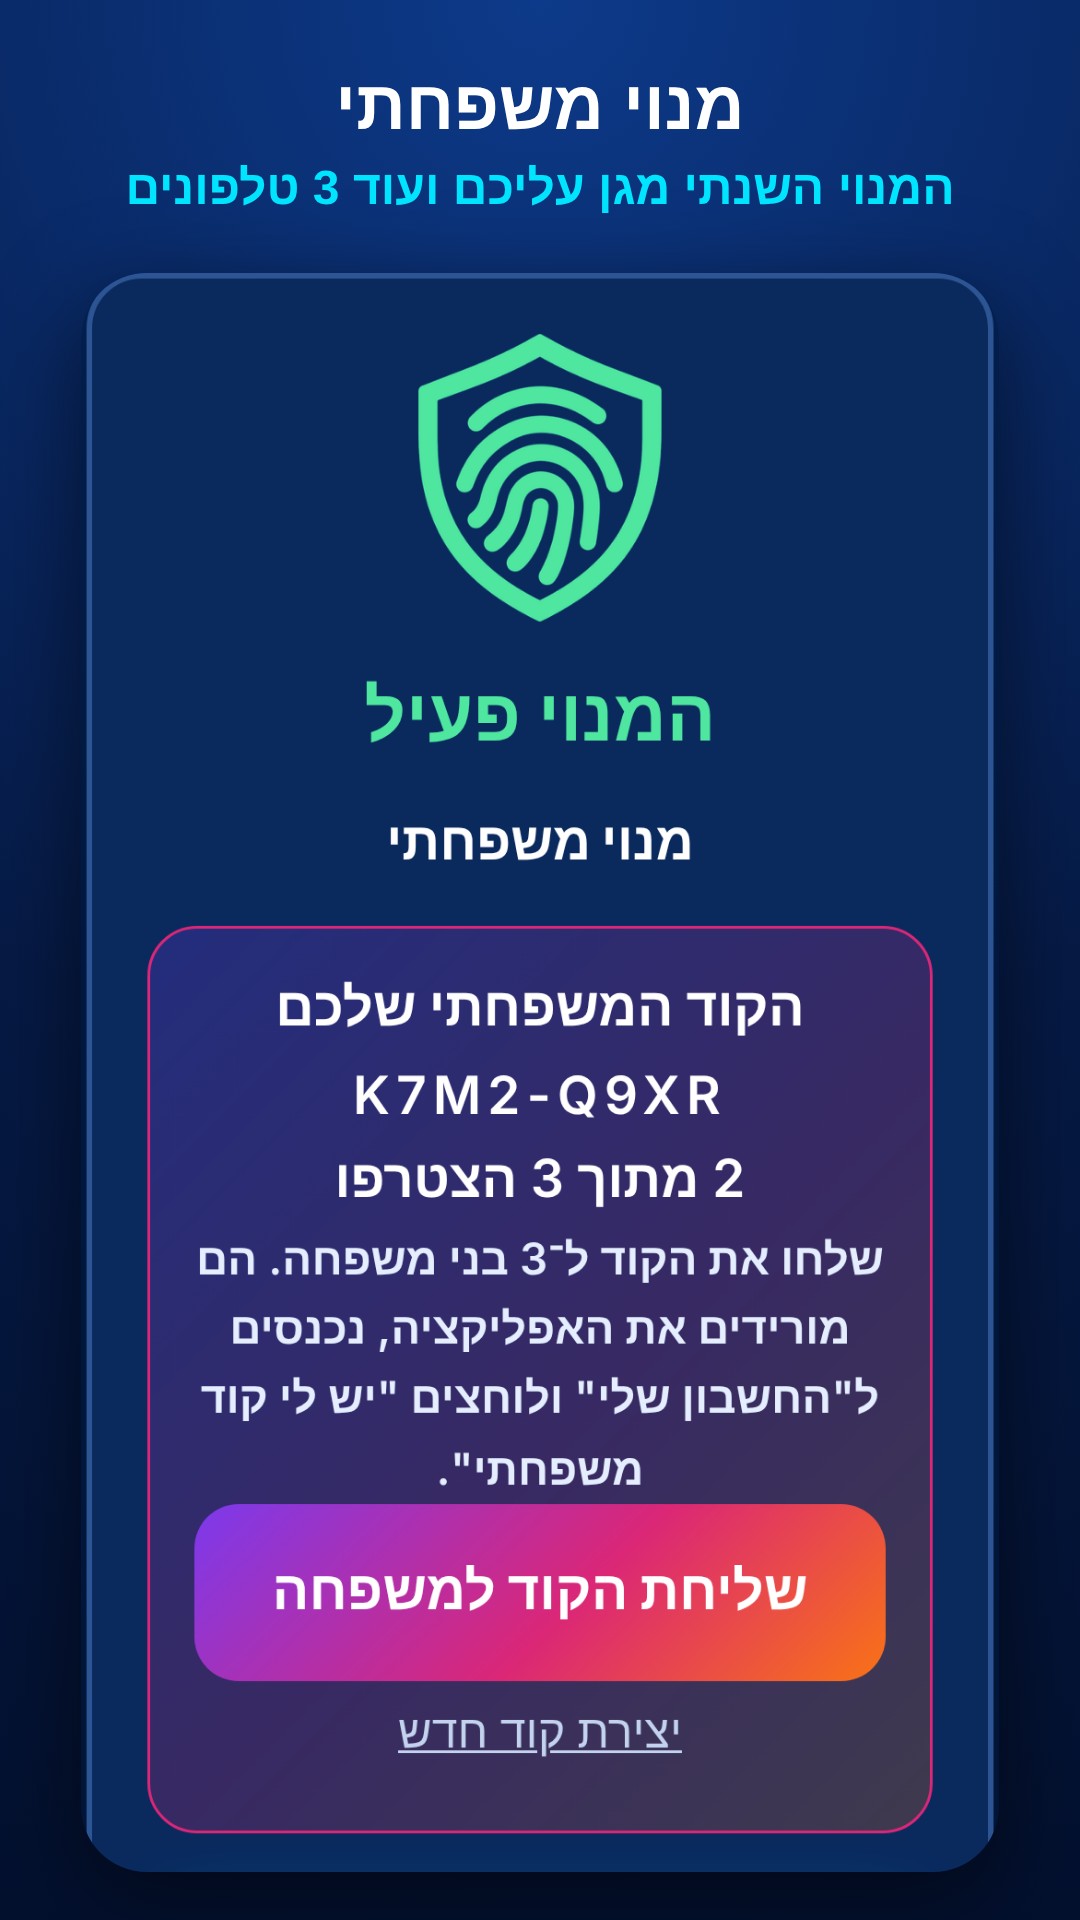 מנוי משפחתי
המנוי השנתי מגן עליכם ועוד 3 טלפונים
המנוי פעיל
מנוי משפחתי
הקוד המשפחתי שלכם
K7M2-Q9XR
2 מתוך 3 הצטרפו
שלחו את הקוד ל־3 בני משפחה. הם
מורידים את האפליקציה, נכנסים
ל"החשבון שלי" ולוחצים "יש לי קוד
משפחתי".
שליחת הקוד למשפחה
יצירת קוד חדש